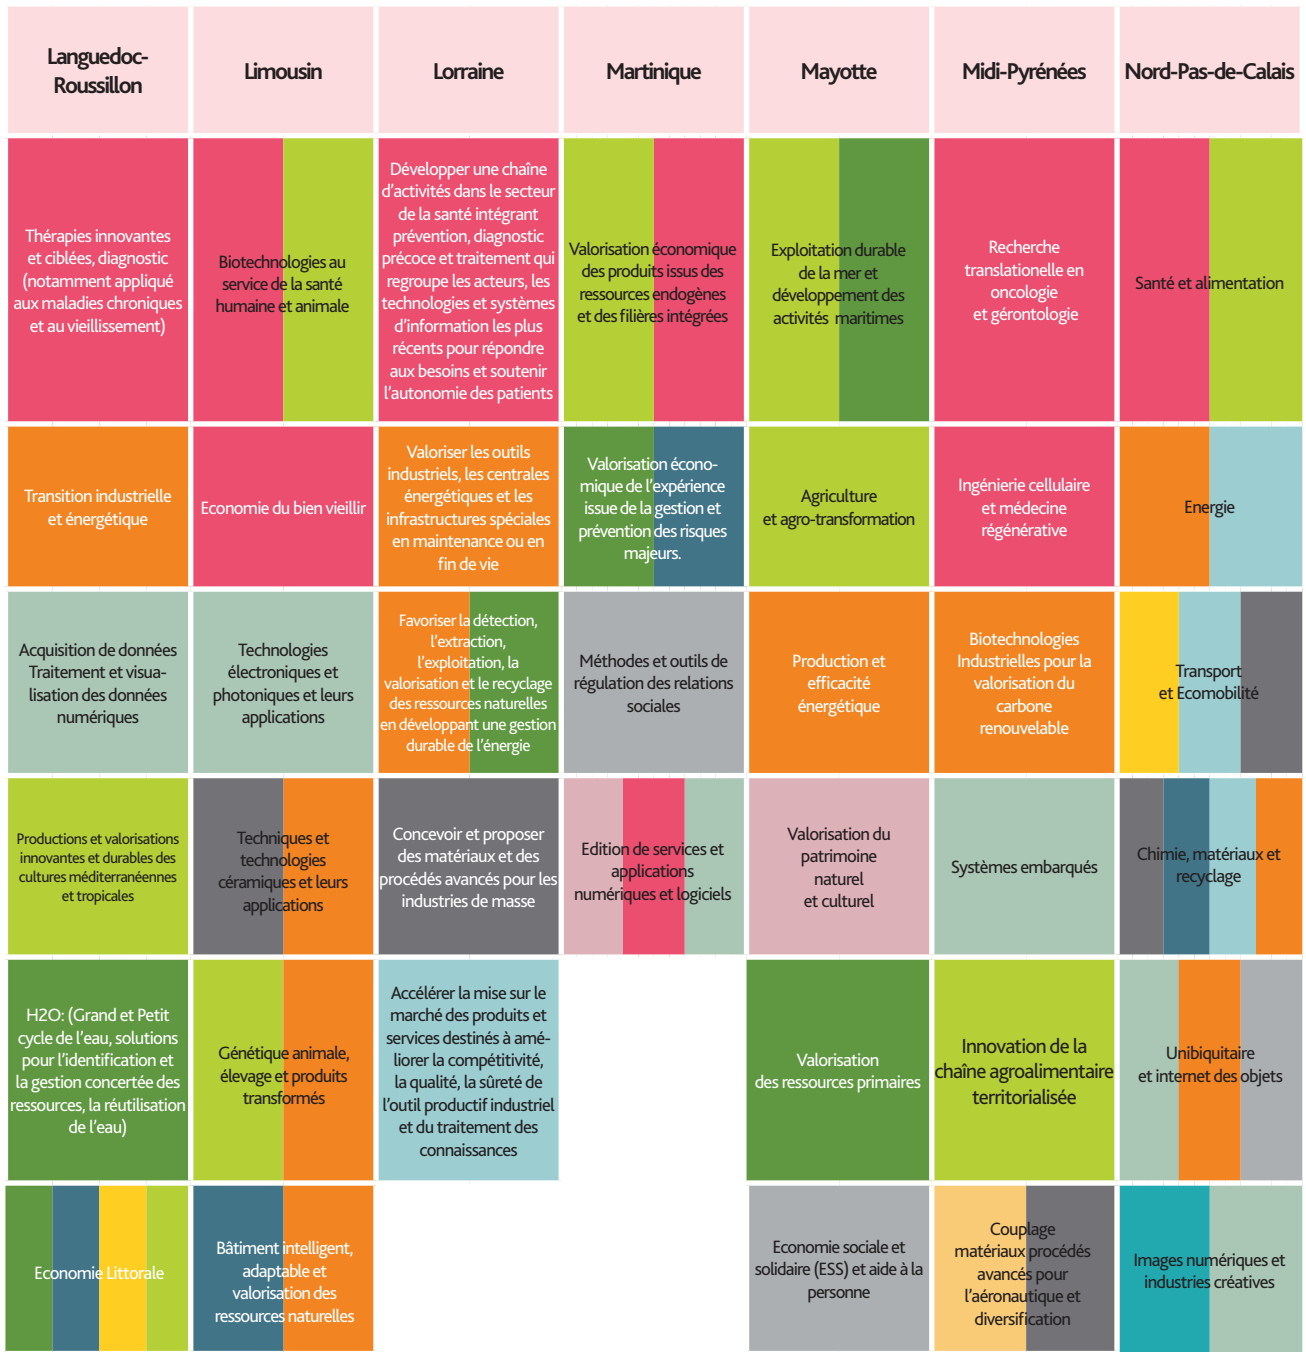 Languedoc-
Roussillon
Limousin
Lorraine
Martinique
Mayotte
Midi-Pyrénées
Nord-Pas-de-Calais
Thérapies innovantes
et ciblées, diagnostic
(notamment appliqué
aux maladies chroniques
et au vieillissement)
Biotechnologies au
service de la santé
humaine et animale
Développer une chaîne
d'activités dans le secteur
de la santé intégrant
prévention, diagnostic
précoce et traitement qui
regroupe les acteurs, les
technologies et systèmes
d'information les plus
récents pour répondre
aux besoins et soutenir
l'autonomie des patients
Valorisation économique
des produits issus des
ressources endogènes
et des filières intégrées
Exploitation durable
de la mer et
développement des
activités maritimes
Recherche
translationelle en
oncologie
et gérontologie
Santé et alimentation
Transition industrielle
et énergétique
Economie du bien vieillir
Valoriser les outils
industriels, les centrales
énergétiques et les
infrastructures spéciales
en maintenance ou en
fin de vie
Valorisation écono-
mique de l'expérience
issue de la gestion et
prévention des risques
majeurs.
Agriculture
et agro-transformation
Ingénierie cellulaire
et médecine
régénérative
Energie
Acquisition de données
Traitement et visua-
lisation des données
numériques
Technologies
électroniques et
photoniques et leurs
applications
Favoriser la détection,
l'extraction,
l'exploitation, la
valorisation et le recyclage
des ressources naturelles
en développant une gestion
durable de l'énergie
Méthodes et outils de
régulation des relations
sociales
Production et
efficacité
énergétique
Biotechnologies
Industrielles pour la
valorisation du
carbone
renouvelable
Transport
et Ecomobilité
Productions et valorisations
innovantes et durables des
cultures méditerranéennes
et tropicales
Techniques et
technologies
céramiques et leurs
applications
Concevoir et proposer
des matériaux et des
procédés avancés pour les
industries de masse
Edition de services et
applications
numériques et logiciels
Valorisation du
patrimoine
naturel
et culturel
Systèmes embarqués
Chimie, matériaux et
recyclage
H2O: (Grand et Petit
cycle de l'eau, solutions
pour l'identification et
la gestion concertée des
ressources, la réutilisation
de l'eau)
Génétique animale,
élevage et produits
transformés
Accélérer la mise sur le
marché des produits et
services destinés à amé-
liorer la compétitivité,
la qualité, la sûreté de
l'outil productif industriel
et du traitement des
connaissances
Valorisation
des ressources primaires
Innovation de la
chaîne agroalimentaire
territorialisée
Unibiquitaire
et internet des objets
Economie Littorale
Bâtiment intelligent,
adaptable et
valorisation des
ressources naturelles
Economie sociale et
solidaire (ESS) et aide à la
personne
Couplage
matériaux procédés
avancés pour
l'aéronautique et
diversification
Images numériques et
industries créatives